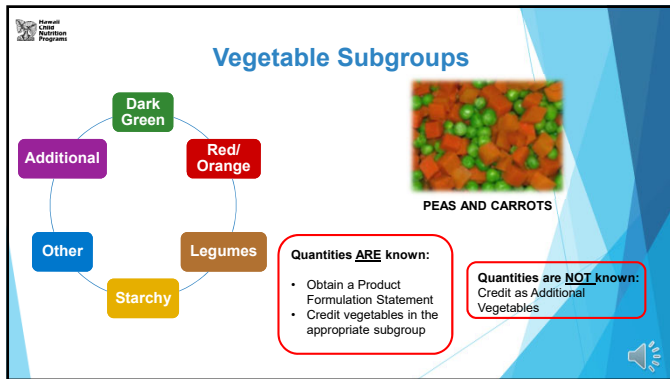 Hawaii
Child
Nutrition
Programs
Vegetable Subgroups
Dark
Green
Additional
Red/
Orange
Other
Legumes
Starchy
PEAS AND CARROTS
Quantities ARE known:
• Obtain a Product
Formulation Statement
• Credit vegetables in the
appropriate subgroup
Quantities are NOT known:
Credit as Additional
Vegetables